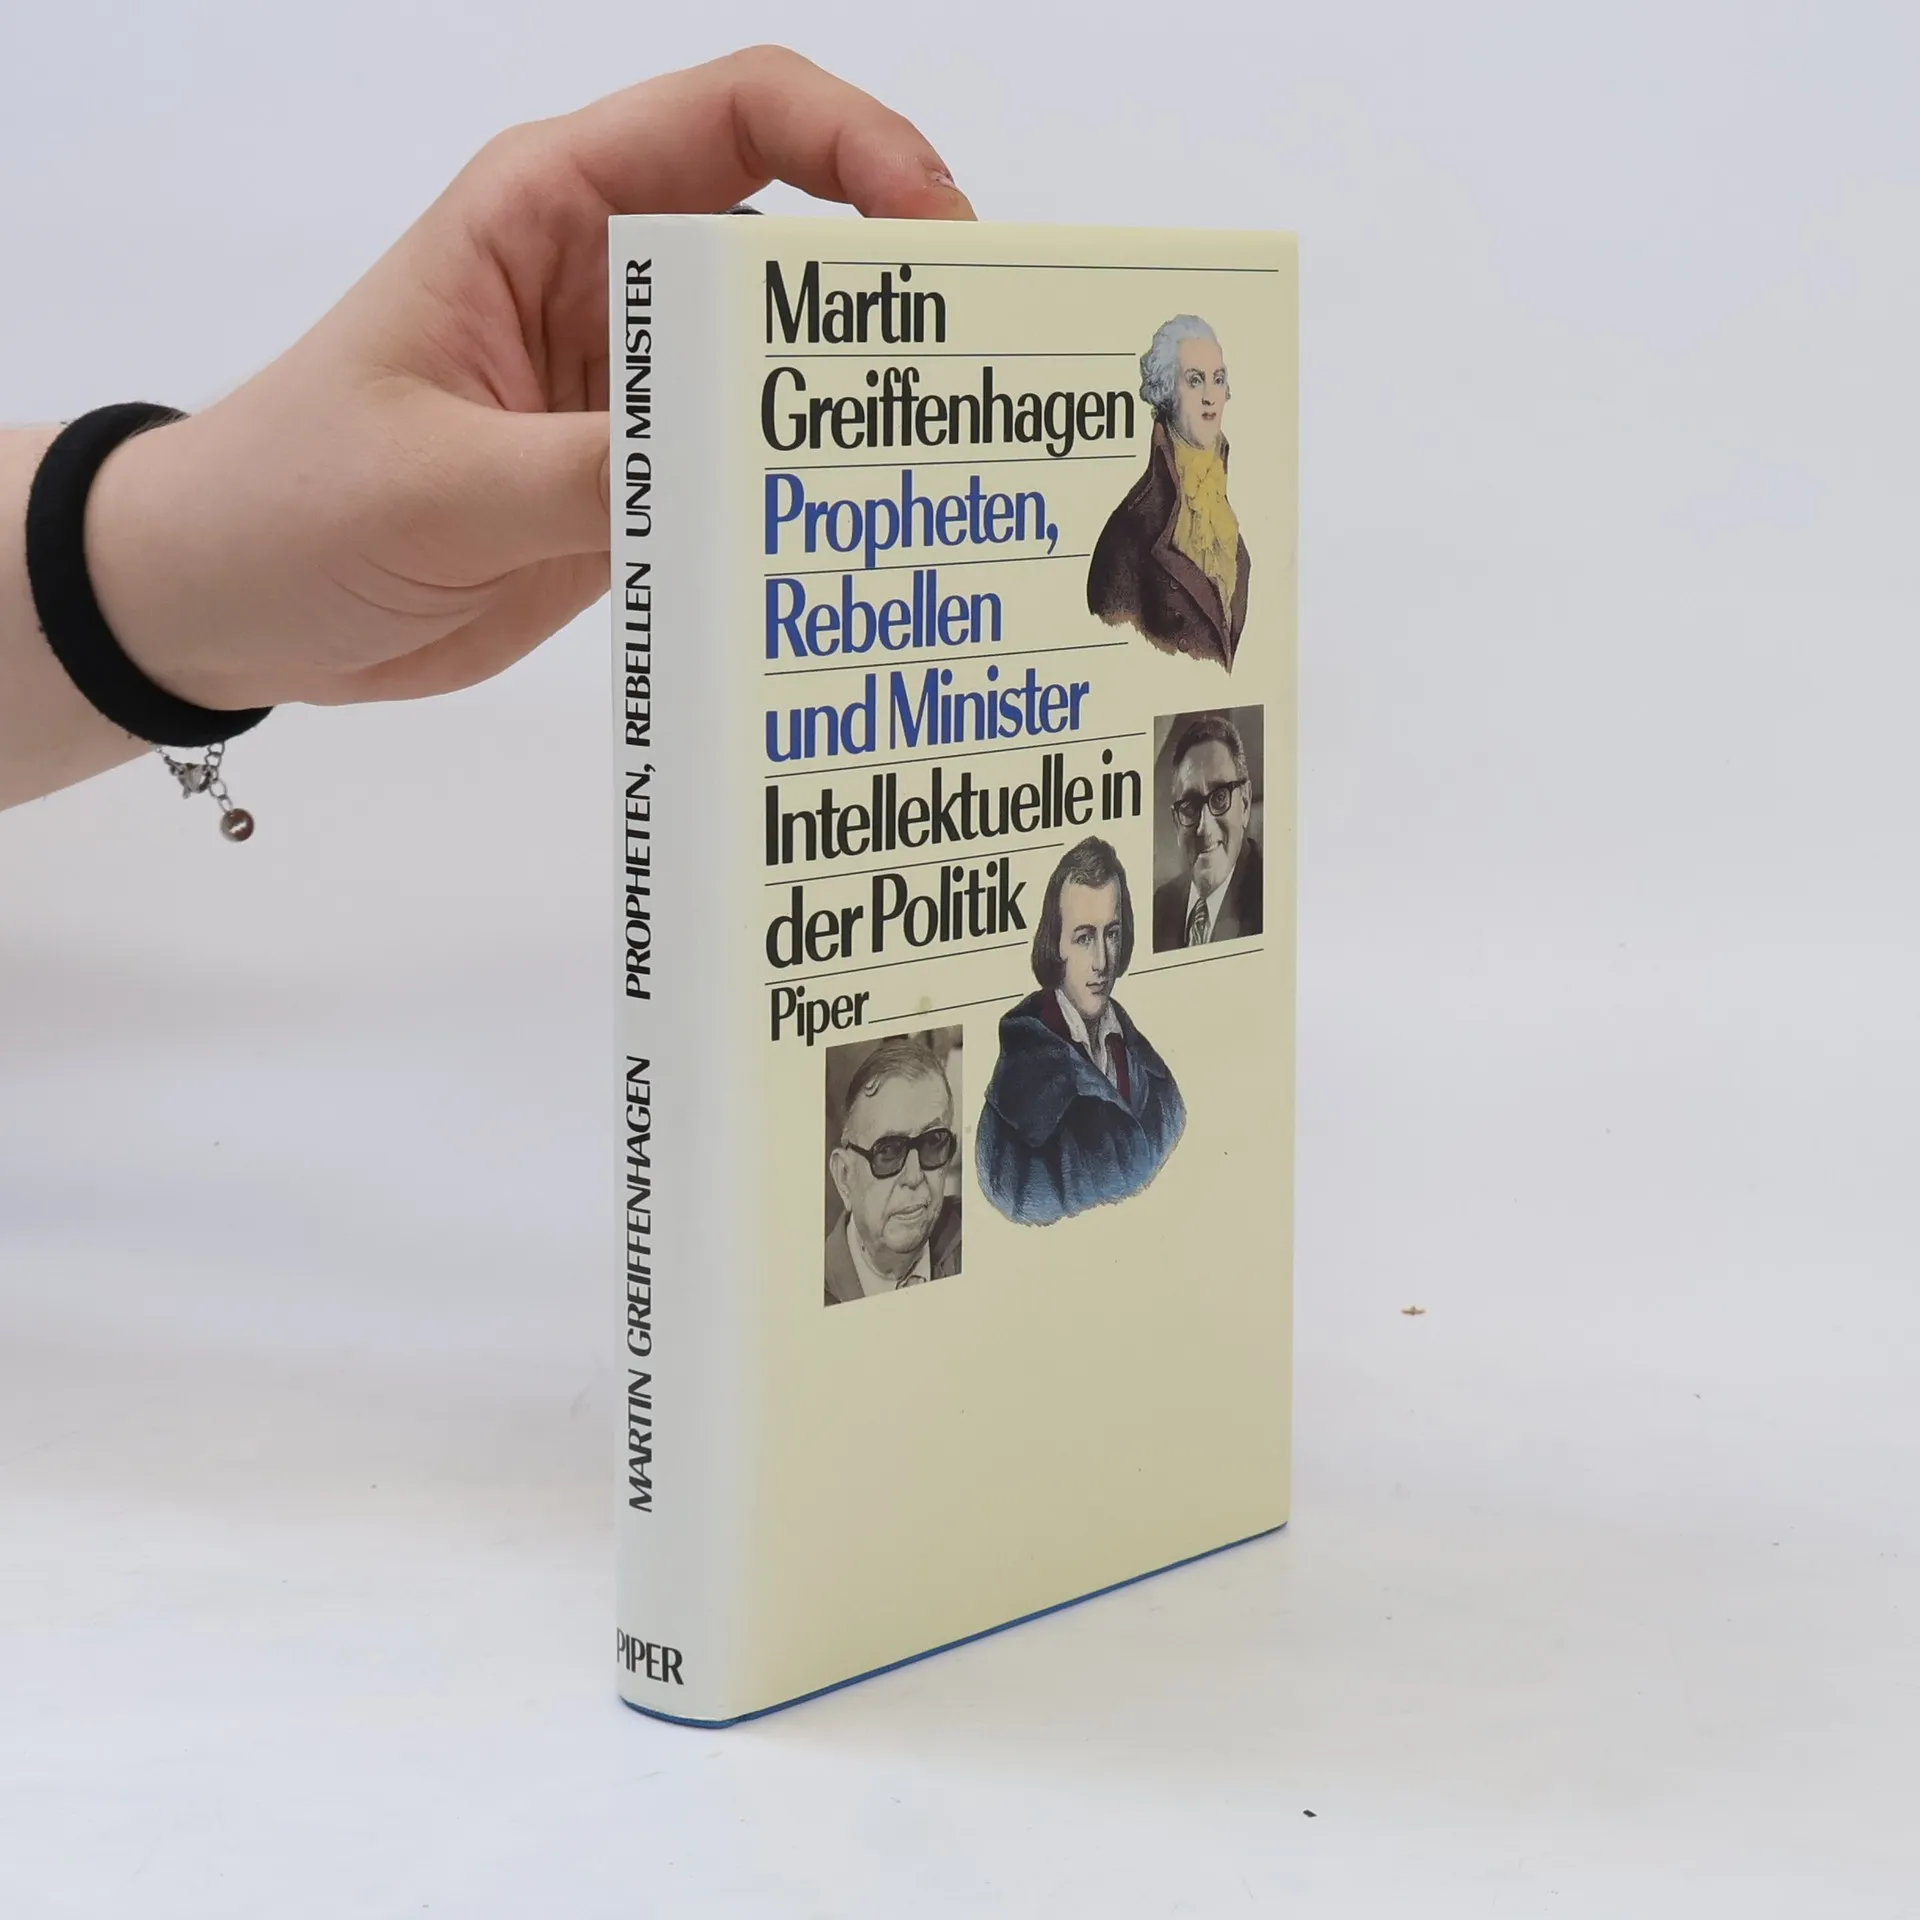 Martin
Greiffenhagen
Propheten,
Rebellen
und Minister
Intellektuelle in
der Politik
Piper
MARTIN GREIFFENHAGEN PROPHETEN, REBELLEN UND MINISTER
PIPER